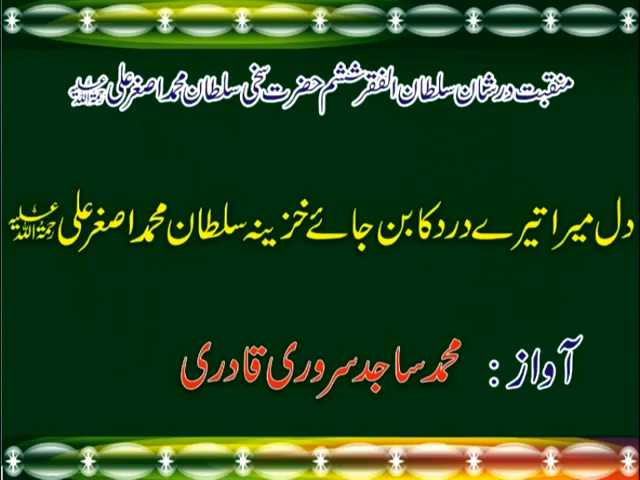 منقبت در شان سلطان الفقر ششم حضرت سخی سلطان محمد اصغر علی رحمۃ اللہ علیہ
دل میرا تیرے درد کا بن جائے خزینہ سلطان محمد اصغر علی رحمۃ اللہ علیہ
آواز : محمد ساجد سروری قادری